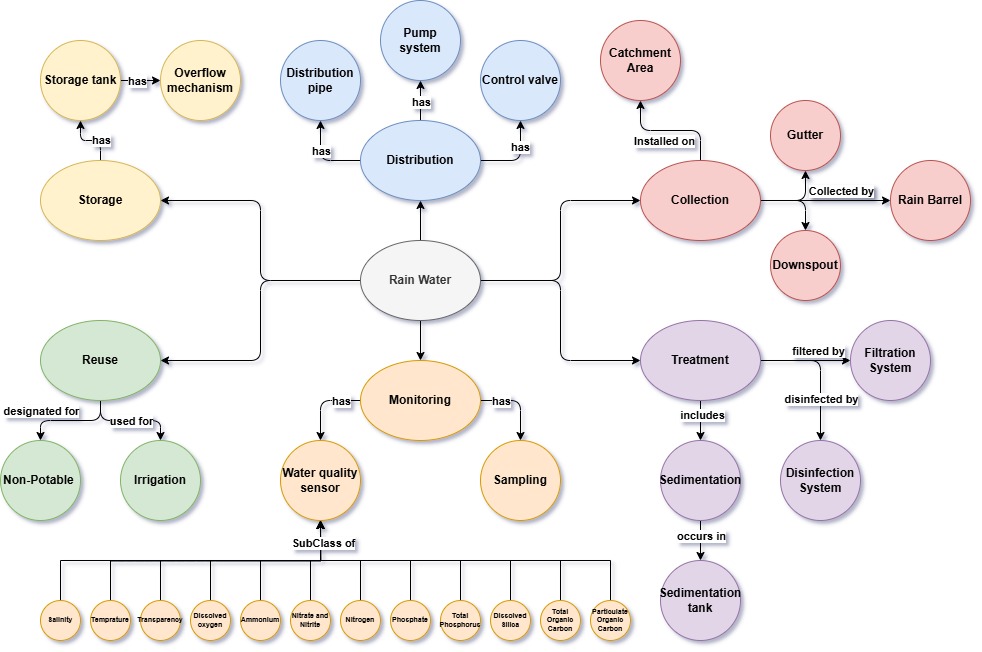 Pump
system
Catchment
Area
Storage tank
has
Overflow
mechanism
Distribution
pipe
Control valve
has
has
has
has
Installed on
Gutter
Storage
Distribution
Collection
Collected by
Rain Barrel
Downspout
Rain Water
Reuse
Treatment
filtered by
Filtration
System
Monitoring
designated for
used for
has
has
includes
disinfected by
Non-Potable
Irrigation
Water quality
sensor
Sampling
Sedimentation
Disinfection
System
SubClass of
occurs in
Sedimentation
tank
Salinity
Temprature
Transparency
Dissolved
oxygen
Ammonium
Nitrate and
Nitrite
Nitrogen
Phosphate
Total
Phosphorus
Dissolved
Silica
Total
Organic
Carbon
Particulate
Organic
Carbon